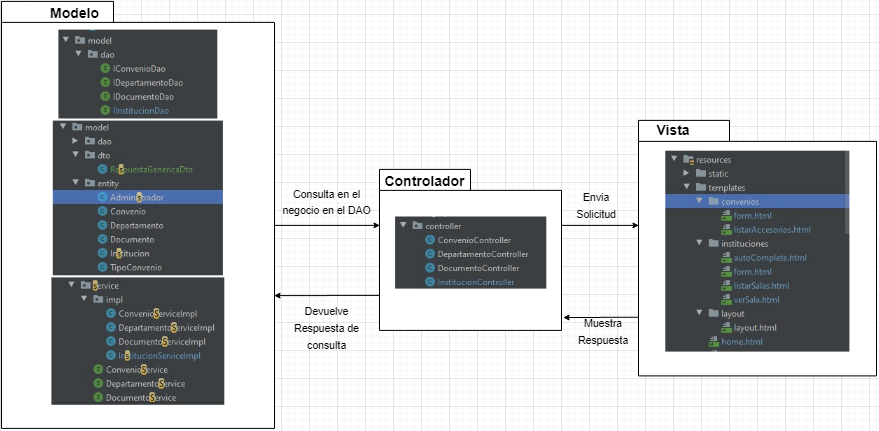 Modelo
model
dao
IConvenioDao
IDepartamentoDao
IDocumentoDao
IInstitucionDao
model
dao
dto
RespuestaGenericaDto
entity
Administrador
Convenio
Departamento
Documento
Institucion
TipoConvenio
service
impl
ConvenioServiceImpl
DepartamentoServiceImpl
DocumentoServiceImpl
InstitucionServiceImpl
ConvenioService
DepartamentoService
DocumentoService
Consulta en el
negocio en el DAO
Devuelve
Respuesta de
consulta
Controlador
controller
ConvenioController
DepartamentoController
DocumentoController
InstitucionController
Envia
Solicitud
Muestra
Respuesta
Vista
resources
static
templates
convenios
form.html
listarAccesorios.html
instituciones
autoComplete.html
form.html
listarSalas.html
verSala.html
layout
layout.html
home.html